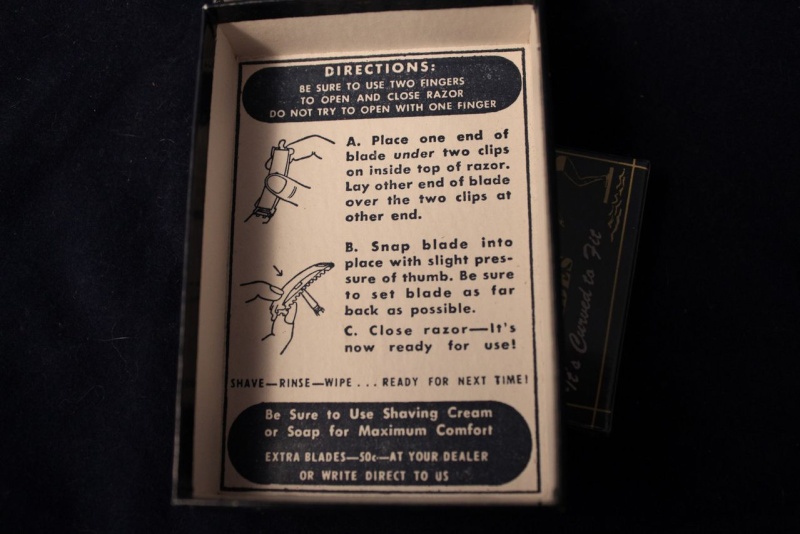 DIRECTIONS:
BE SURE TO USE TWO FINGERS
TO OPEN AND CLOSE RAZOR
DO NOT TRY TO OPEN WITH ONE FINGER
A. Place one end of
blade under two clips
on inside top of razor.
Lay other end of blade
over the two clips at
other end.
B. Snap blade into
place with slight pres-
sure of thumb. Be sure
to set blade as far
back as possible.
C. Close razor—It's
now ready for use!
SHAVE—RINSE—WIPE . . . READY FOR NEXT TIME!
Be Sure to Use Shaving Cream
or Soap for Maximum Comfort
EXTRA BLADES—50c—AT YOUR DEALER
OR WRITE DIRECT TO US
It's Curved to Fit